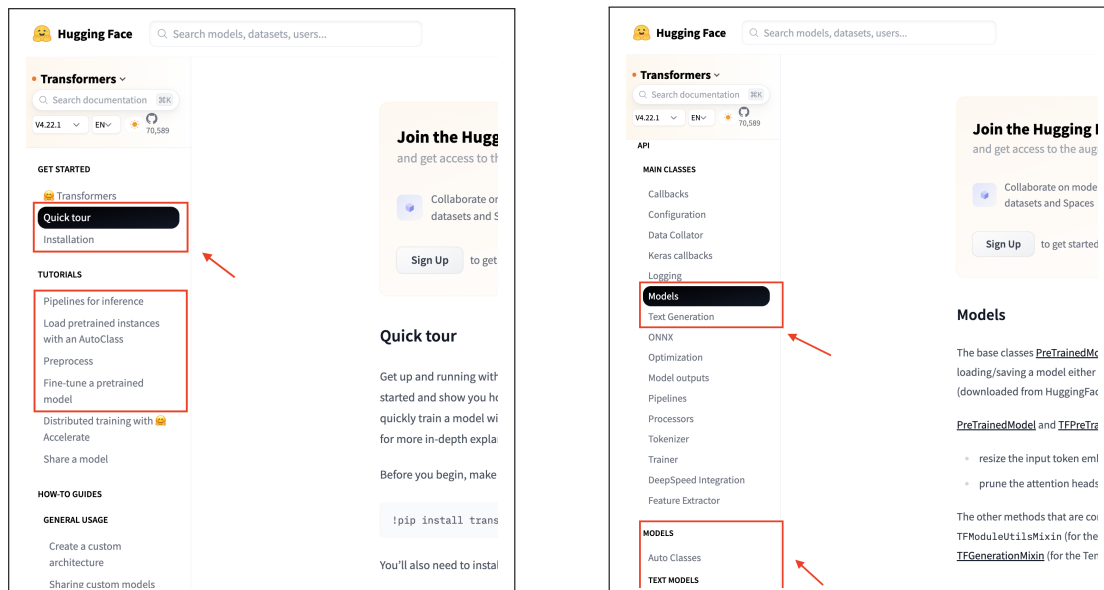 Hugging Face
Search models, datasets, users...
Transformers
Search documentation ⌘K
V4.22.1 EN 70,589
GET STARTED
🤗 Transformers
Quick tour
Installation
TUTORIALS
Pipelines for inference
Load pretrained instances
with an AutoClass
Preprocess
Fine-tune a pretrained
model
Distributed training with 🤗
Accelerate
Share a model
HOW-TO GUIDES
GENERAL USAGE
Create a custom
architecture
Sharing custom models
Join the Hugg
and get access to th
Collaborate on
datasets and S
Sign Up to get
Quick tour
Get up and running with
started and show you ho
quickly train a model wi
for more in-depth expla
Before you begin, make
!pip install trans
You'll also need to instal
Hugging Face
Search models, datasets, users...
Transformers
Search documentation ⌘K
V4.22.1 EN 70,589
API
MAIN CLASSES
Callbacks
Configuration
Data Collator
Keras callbacks
Logging
Models
Text Generation
ONNX
Optimization
Model outputs
Pipelines
Processors
Tokenizer
Trainer
DeepSpeed Integration
Feature Extractor
MODELS
Auto Classes
TEXT MODELS
Join the Hugging
and get access to the aug
Collaborate on mode
datasets and Spaces
Sign Up to get started
Models
The base classes PreTrainedMo
loading/saving a model either
(downloaded from HuggingFac
PreTrainedModel and TFPreTra
resize the input token em
prune the attention heads
The other methods that are co
TFModuleUtilsMixin (for the
TFGenerationMixin (for the Ten